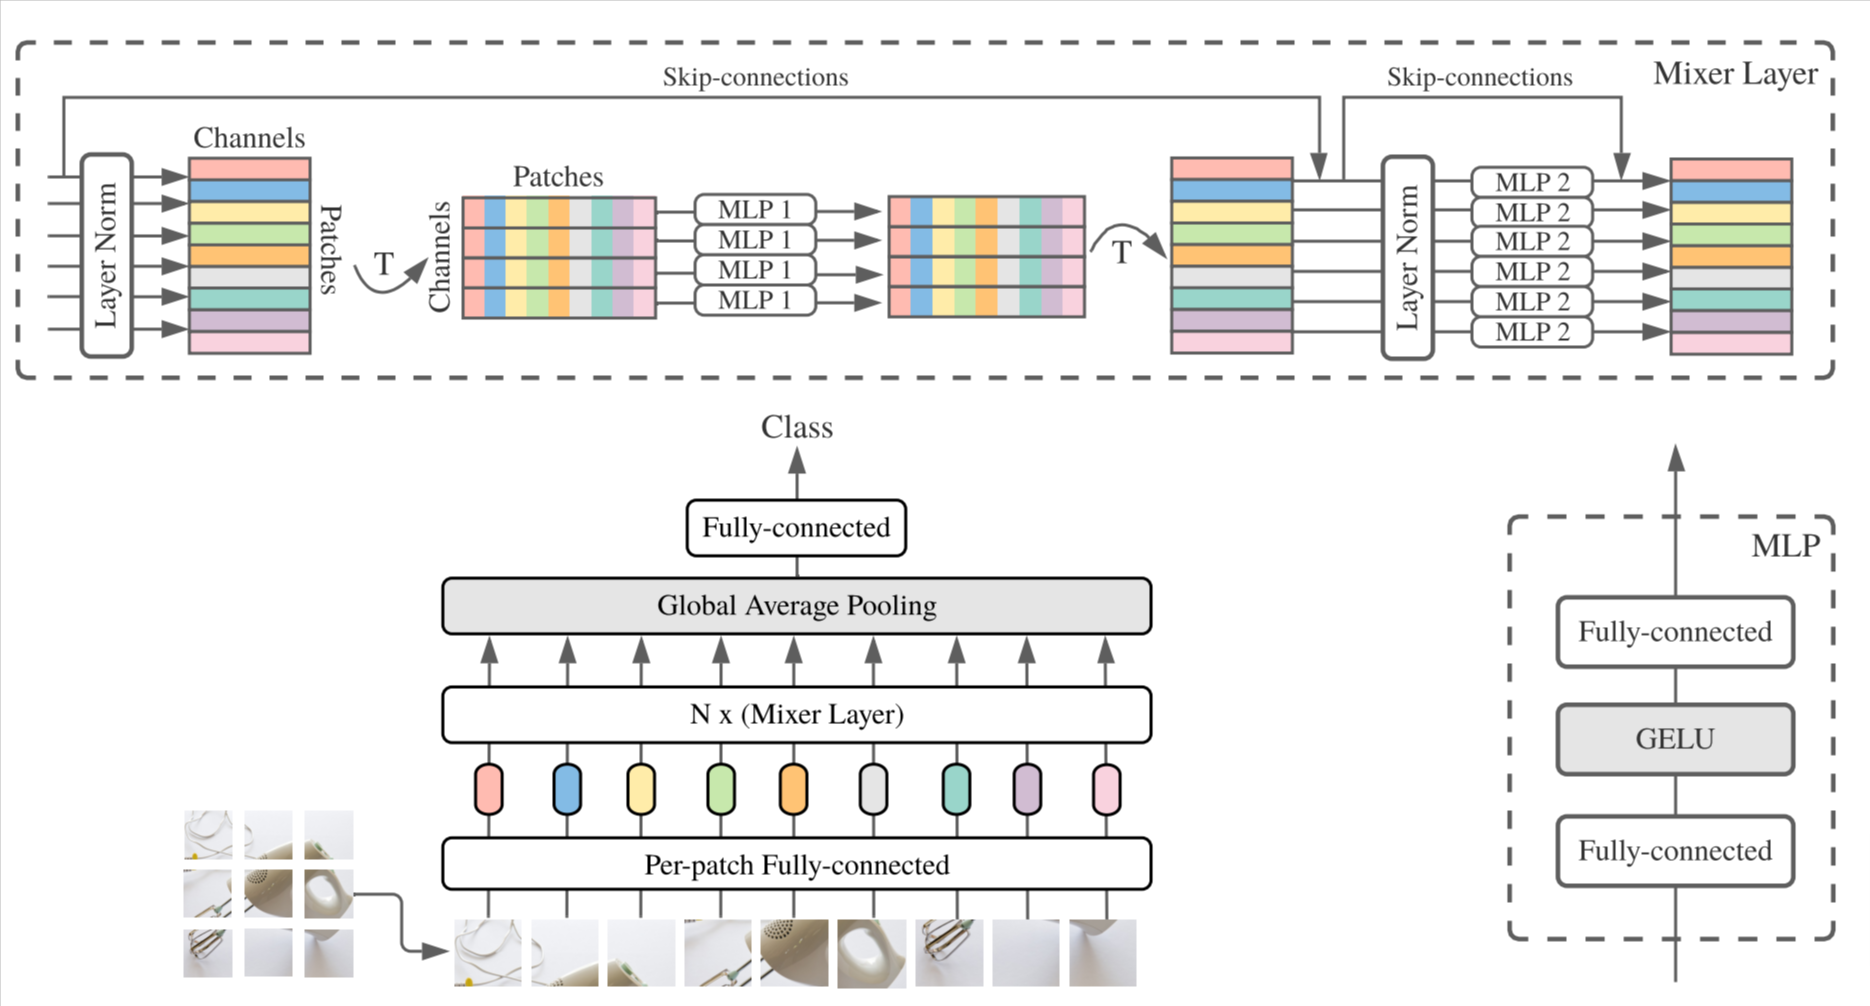 Skip-connections
Skip-connections
Mixer Layer
Channels
Layer Norm
Patches
T
Channels
Patches
MLP 1
MLP 1
MLP 1
MLP 1
T
Layer Norm
MLP 2
MLP 2
MLP 2
MLP 2
MLP 2
MLP 2
Class
Fully-connected
Global Average Pooling
N x (Mixer Layer)
Per-patch Fully-connected
MLP
Fully-connected
GELU
Fully-connected